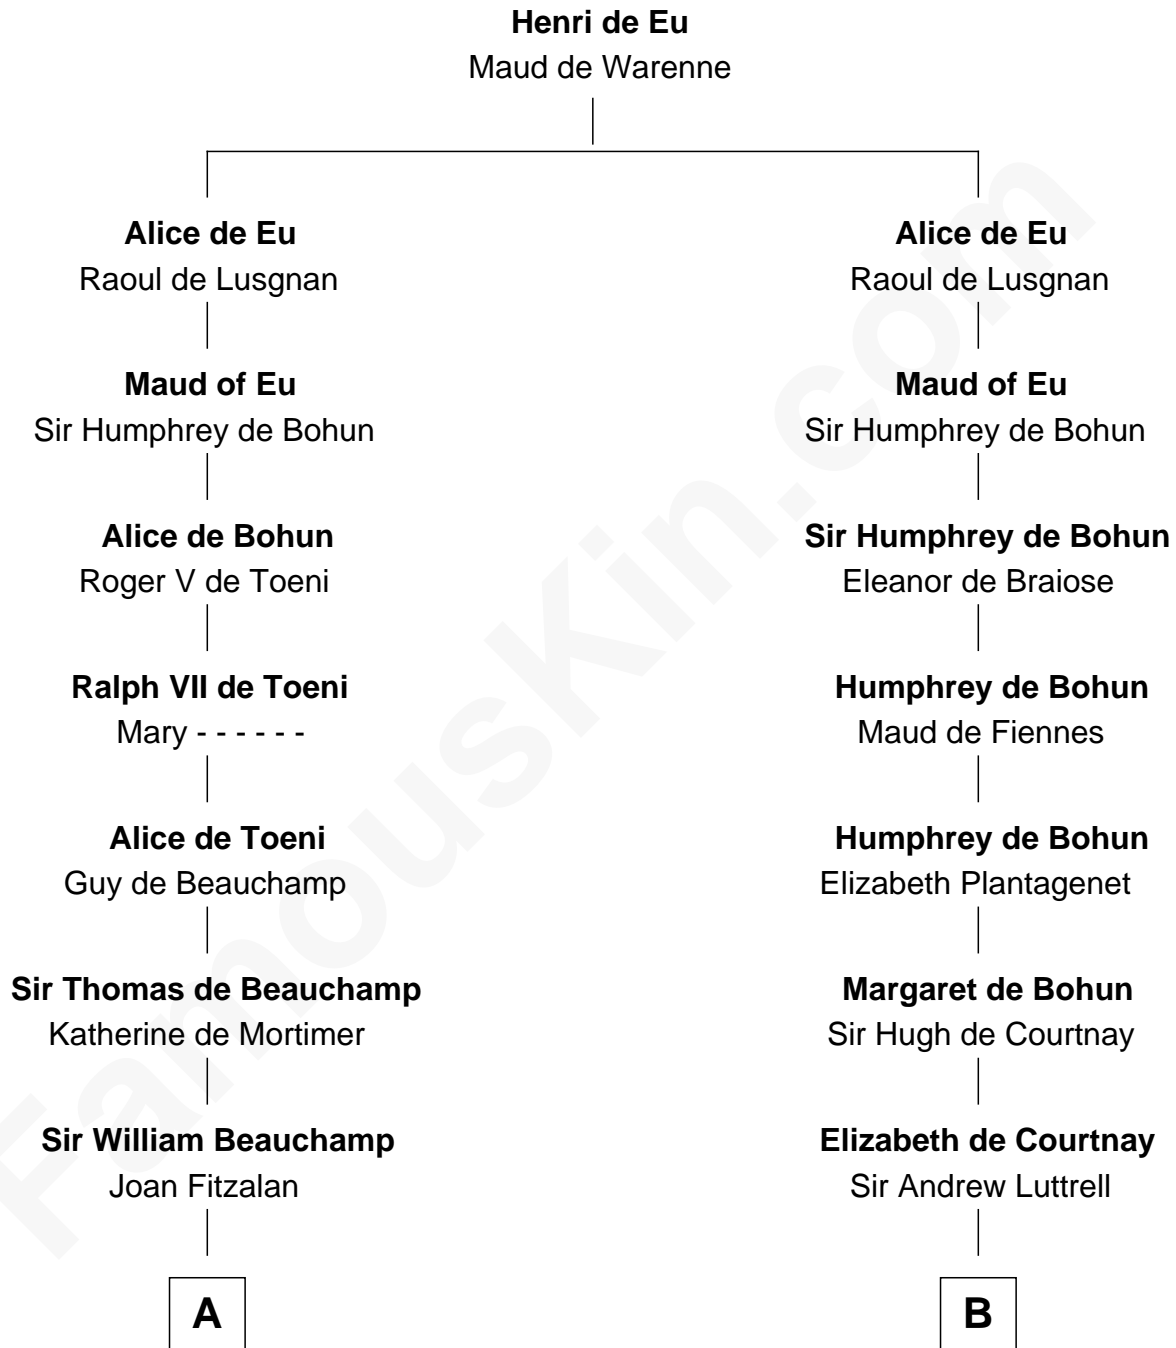 Henri de Eu
Maud de Warenne
Alice de Eu
Raoul de Lusgnan
Maud of Eu
Sir Humphrey de Bohun
Alice de Bohun
Roger V de Toeni
Ralph VII de Toeni
Mary - - - - - -
Alice de Toeni
Guy de Beauchamp
Sir Thomas de Beauchamp
Katherine de Mortimer
Sir William Beauchamp
Joan Fitzalan
A
Alice de Eu
Raoul de Lusgnan
Maud of Eu
Sir Humphrey de Bohun
Sir Humphrey de Bohun
Eleanor de Braiose
Humphrey de Bohun
Maud de Fiennes
Humphrey de Bohun
Elizabeth Plantagenet
Margaret de Bohun
Sir Hugh de Courtnay
Elizabeth de Courtnay
Sir Andrew Luttrell
B
FamousKin.com